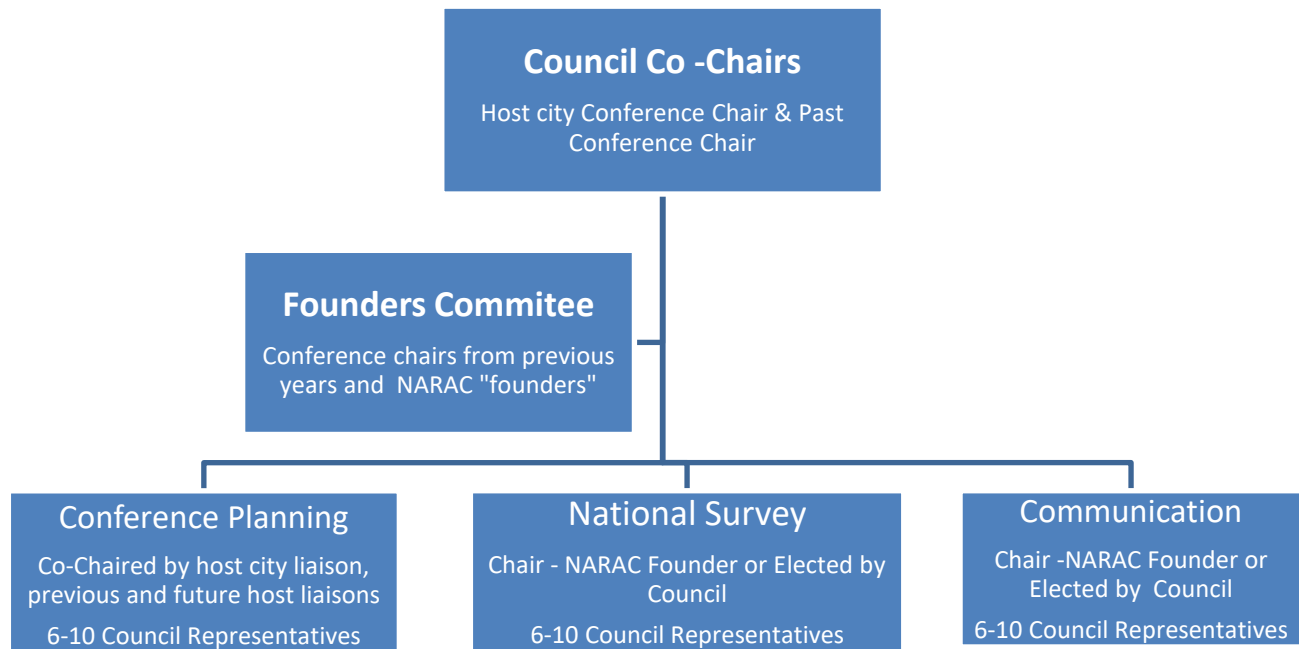 Council Co -Chairs
Host city Conference Chair & Past
Conference Chair
Founders Commitee
Conference chairs from previous
years and  NARAC "founders"
Conference Planning
Co-Chaired by host city liaison,
previous and future host liaisons
6-10 Council Representatives
National Survey
Chair - NARAC Founder or Elected by
Council
6-10 Council Representatives
Communication
Chair -NARAC Founder or
Elected by  Council
6-10 Council Representatives